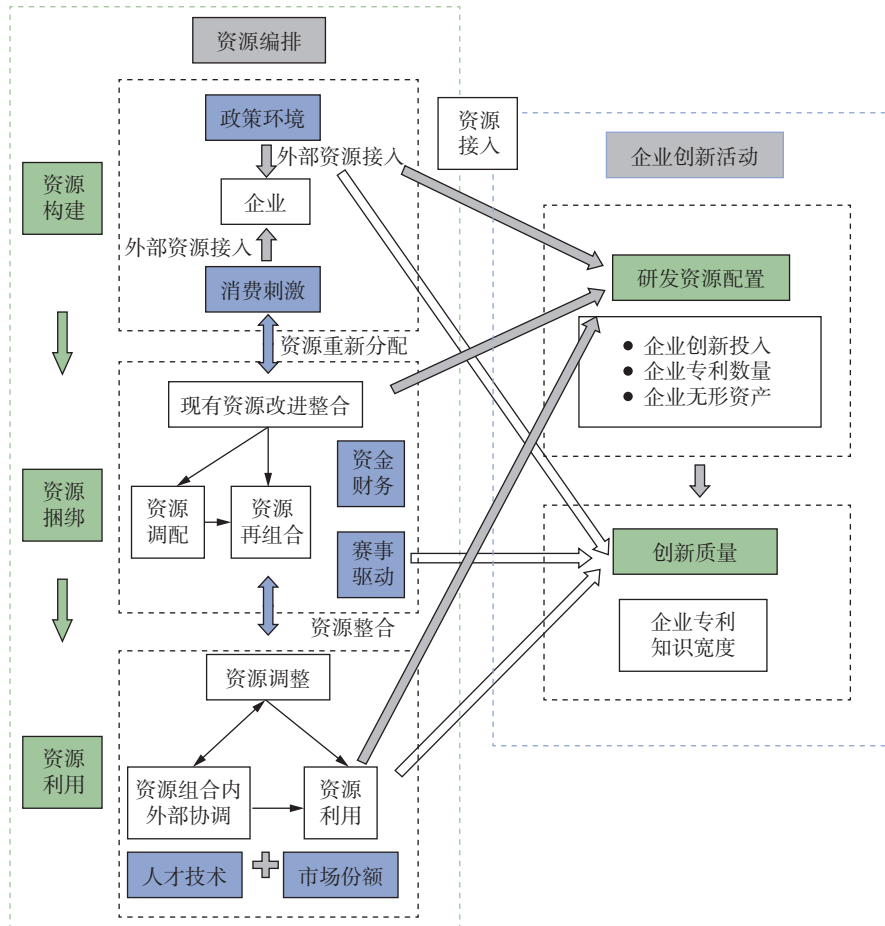 资源编排
政策环境
外部资源接入
企业
外部资源接入
消费刺激
资源
构建
资源重新分配
现有资源改进整合
资源
调配
资源
再组合
资金
财务
赛事
驱动
资源
捆绑
资源整合
资源调整
资源组合内
外部协调
资源
利用
人才技术
市场份额
资源
利用
资源
接入
企业创新活动
研发资源配置
● 企业创新投入
● 企业专利数量
● 企业无形资产
创新质量
企业专利
知识宽度